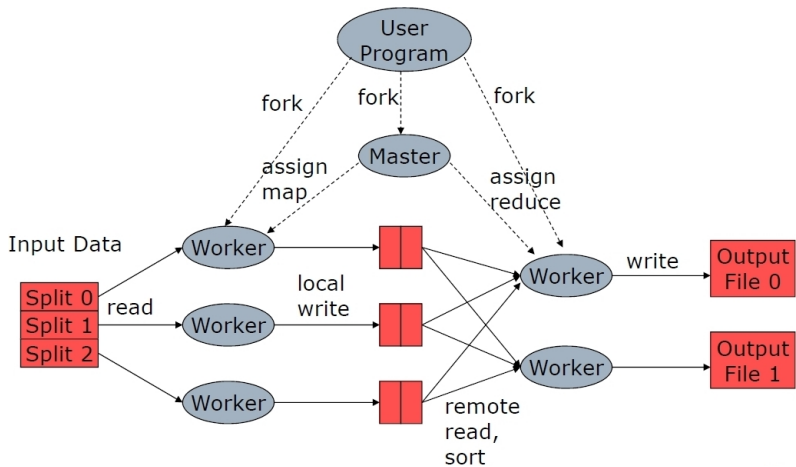 User
Program
fork
fork
fork
Master
assign
map
assign
reduce
Input Data
Worker
Worker
write
Output
File 0
Split 0
read
local
write
Split 1
Worker
Split 2
Worker
Output
File 1
Worker
remote
read,
sort